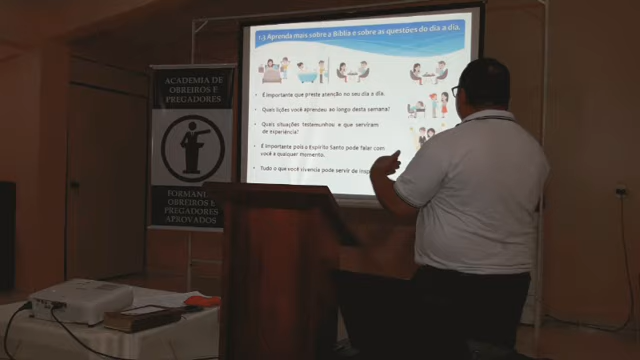 1.3 Aprenda mais sobre a Bíblia e sobre as questões do dia a dia.
É importante que preste atenção no seu dia a dia.
Quais lições você aprendeu ao longo desta semana?
Quais situações testemunhou e que serviram
de experiência?
É importante pois o Espírito Santo pode falar com
você a qualquer momento.
Tudo o que você vivencia pode servir de
ACADEMIA DE
OBREIROS E
PREGADORES
OBREIROS E
PREGADORES
APROVADOS